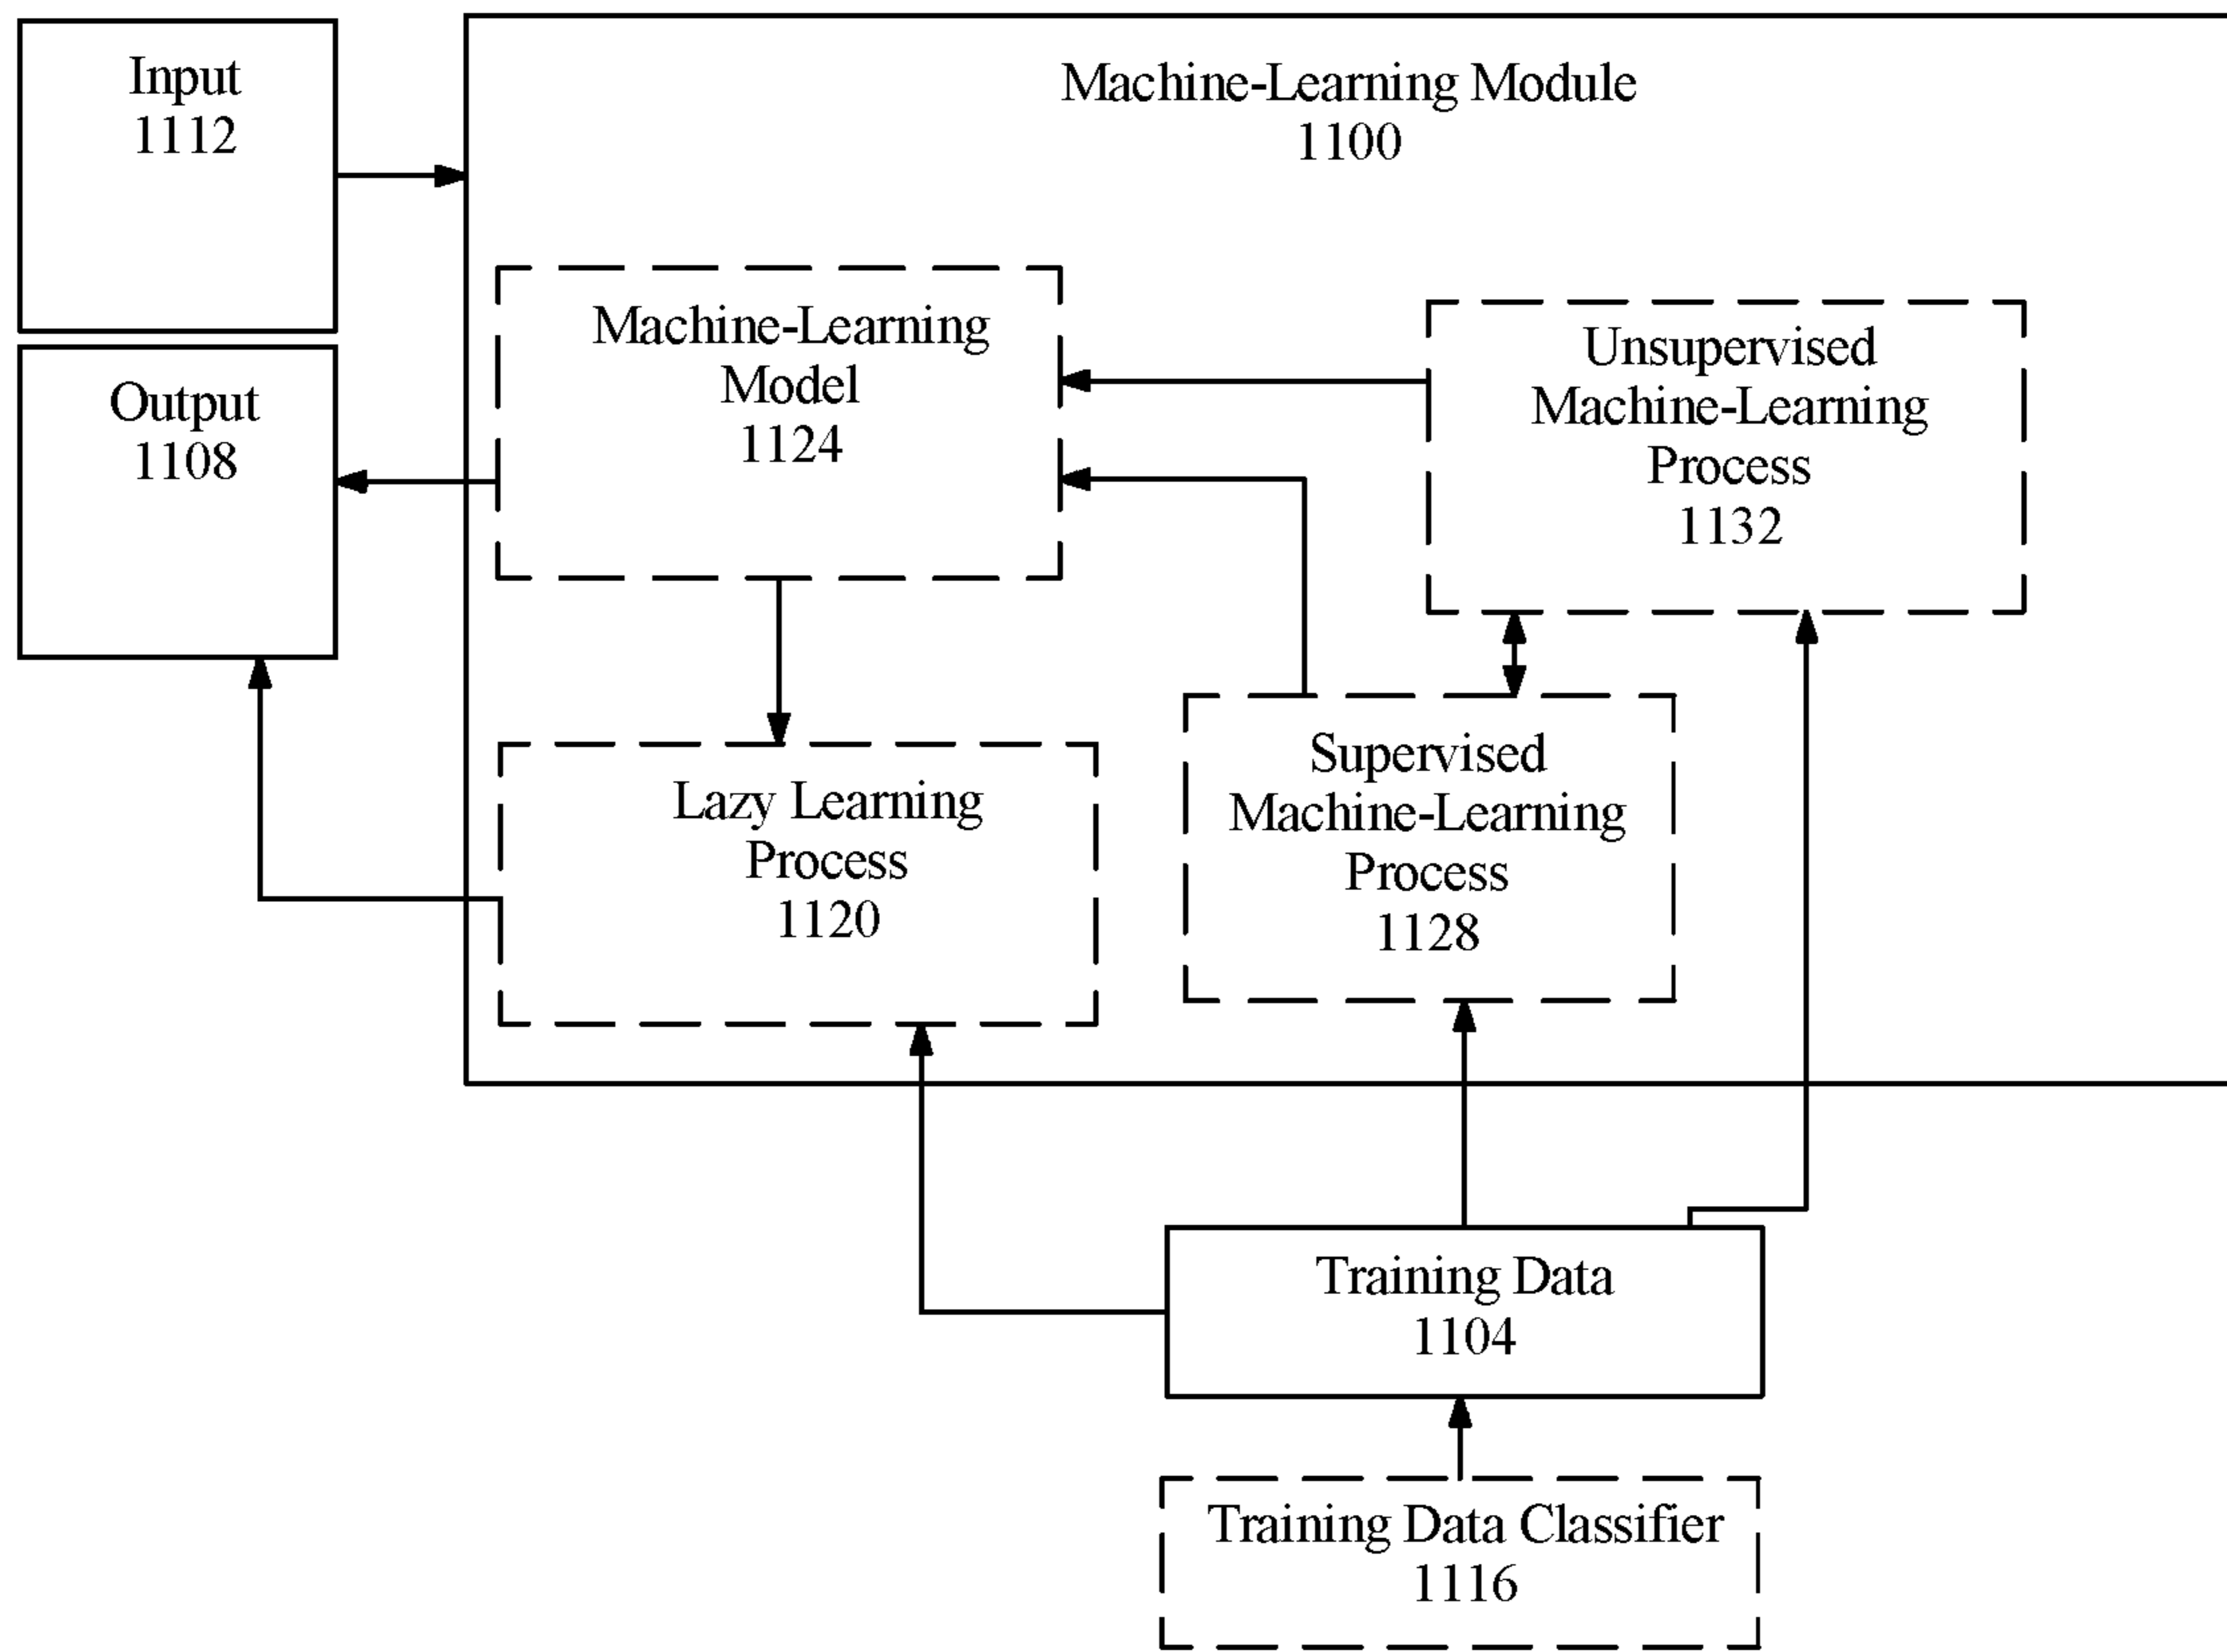 Input
1112
Machine-Learning Module
1100
Machine-Learning
Model
1124
Unsupervised
Machine-Learning
Process
1132
Output
1108
Lazy Learning
Process
1120
Supervised
Machine-Learning
Process
1128
Training Data
1104
Training Data Classifier
1116